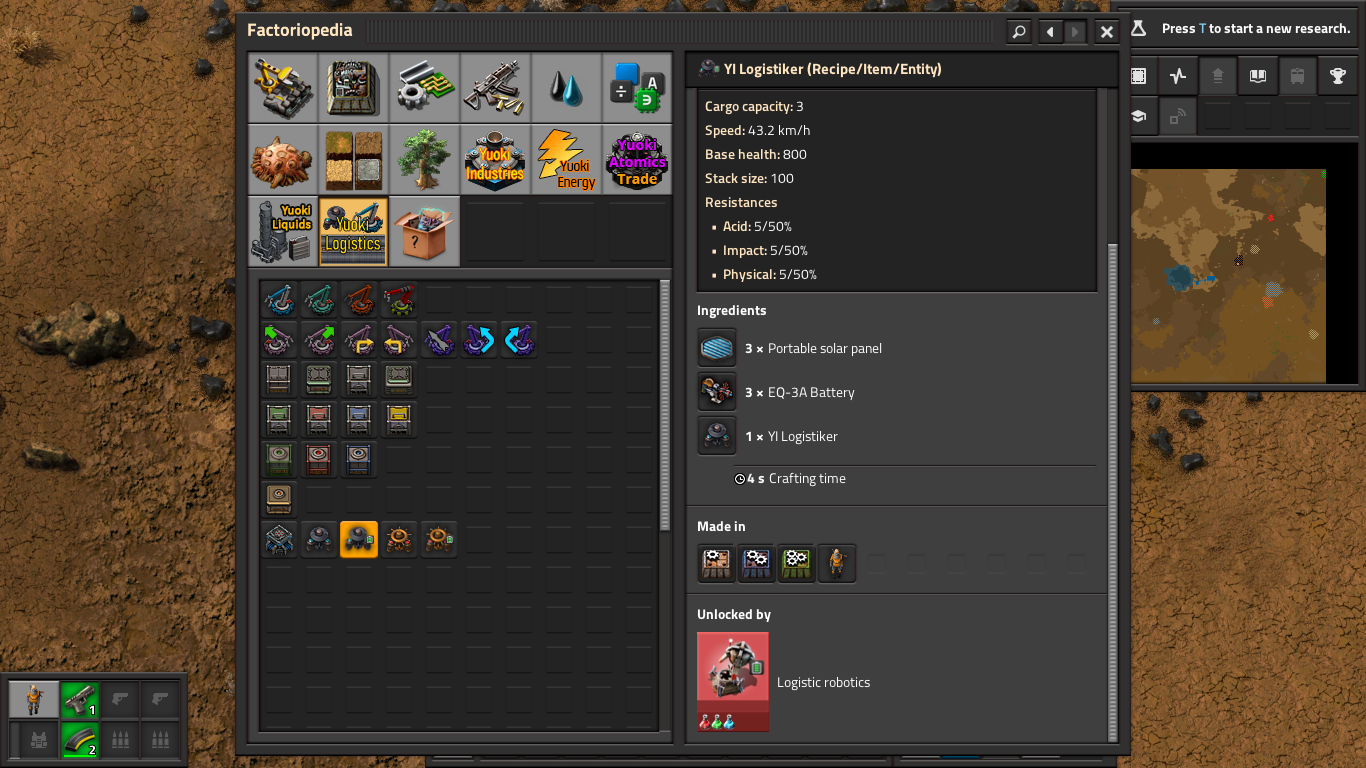 Factoriopedia
Press T to start a new research.
A
Yuoki
Industries
Yuoki
Energy
Yuoki
Atomics
Trade
Yuoki
Liquids
Yuoki
Logistics
?
YI Logistiker (Recipe/Item/Entity)
Cargo capacity: 3
Speed: 43.2 km/h
Base health: 800
Stack size: 100
Resistances
▪ Acid: 5/50%
▪ Impact: 5/50%
▪ Physical: 5/50%
Ingredients
3 × Portable solar panel
3 × EQ-3A Battery
1 × YI Logistiker
4 s Crafting time
Made in
Unlocked by
Logistic robotics
1
2